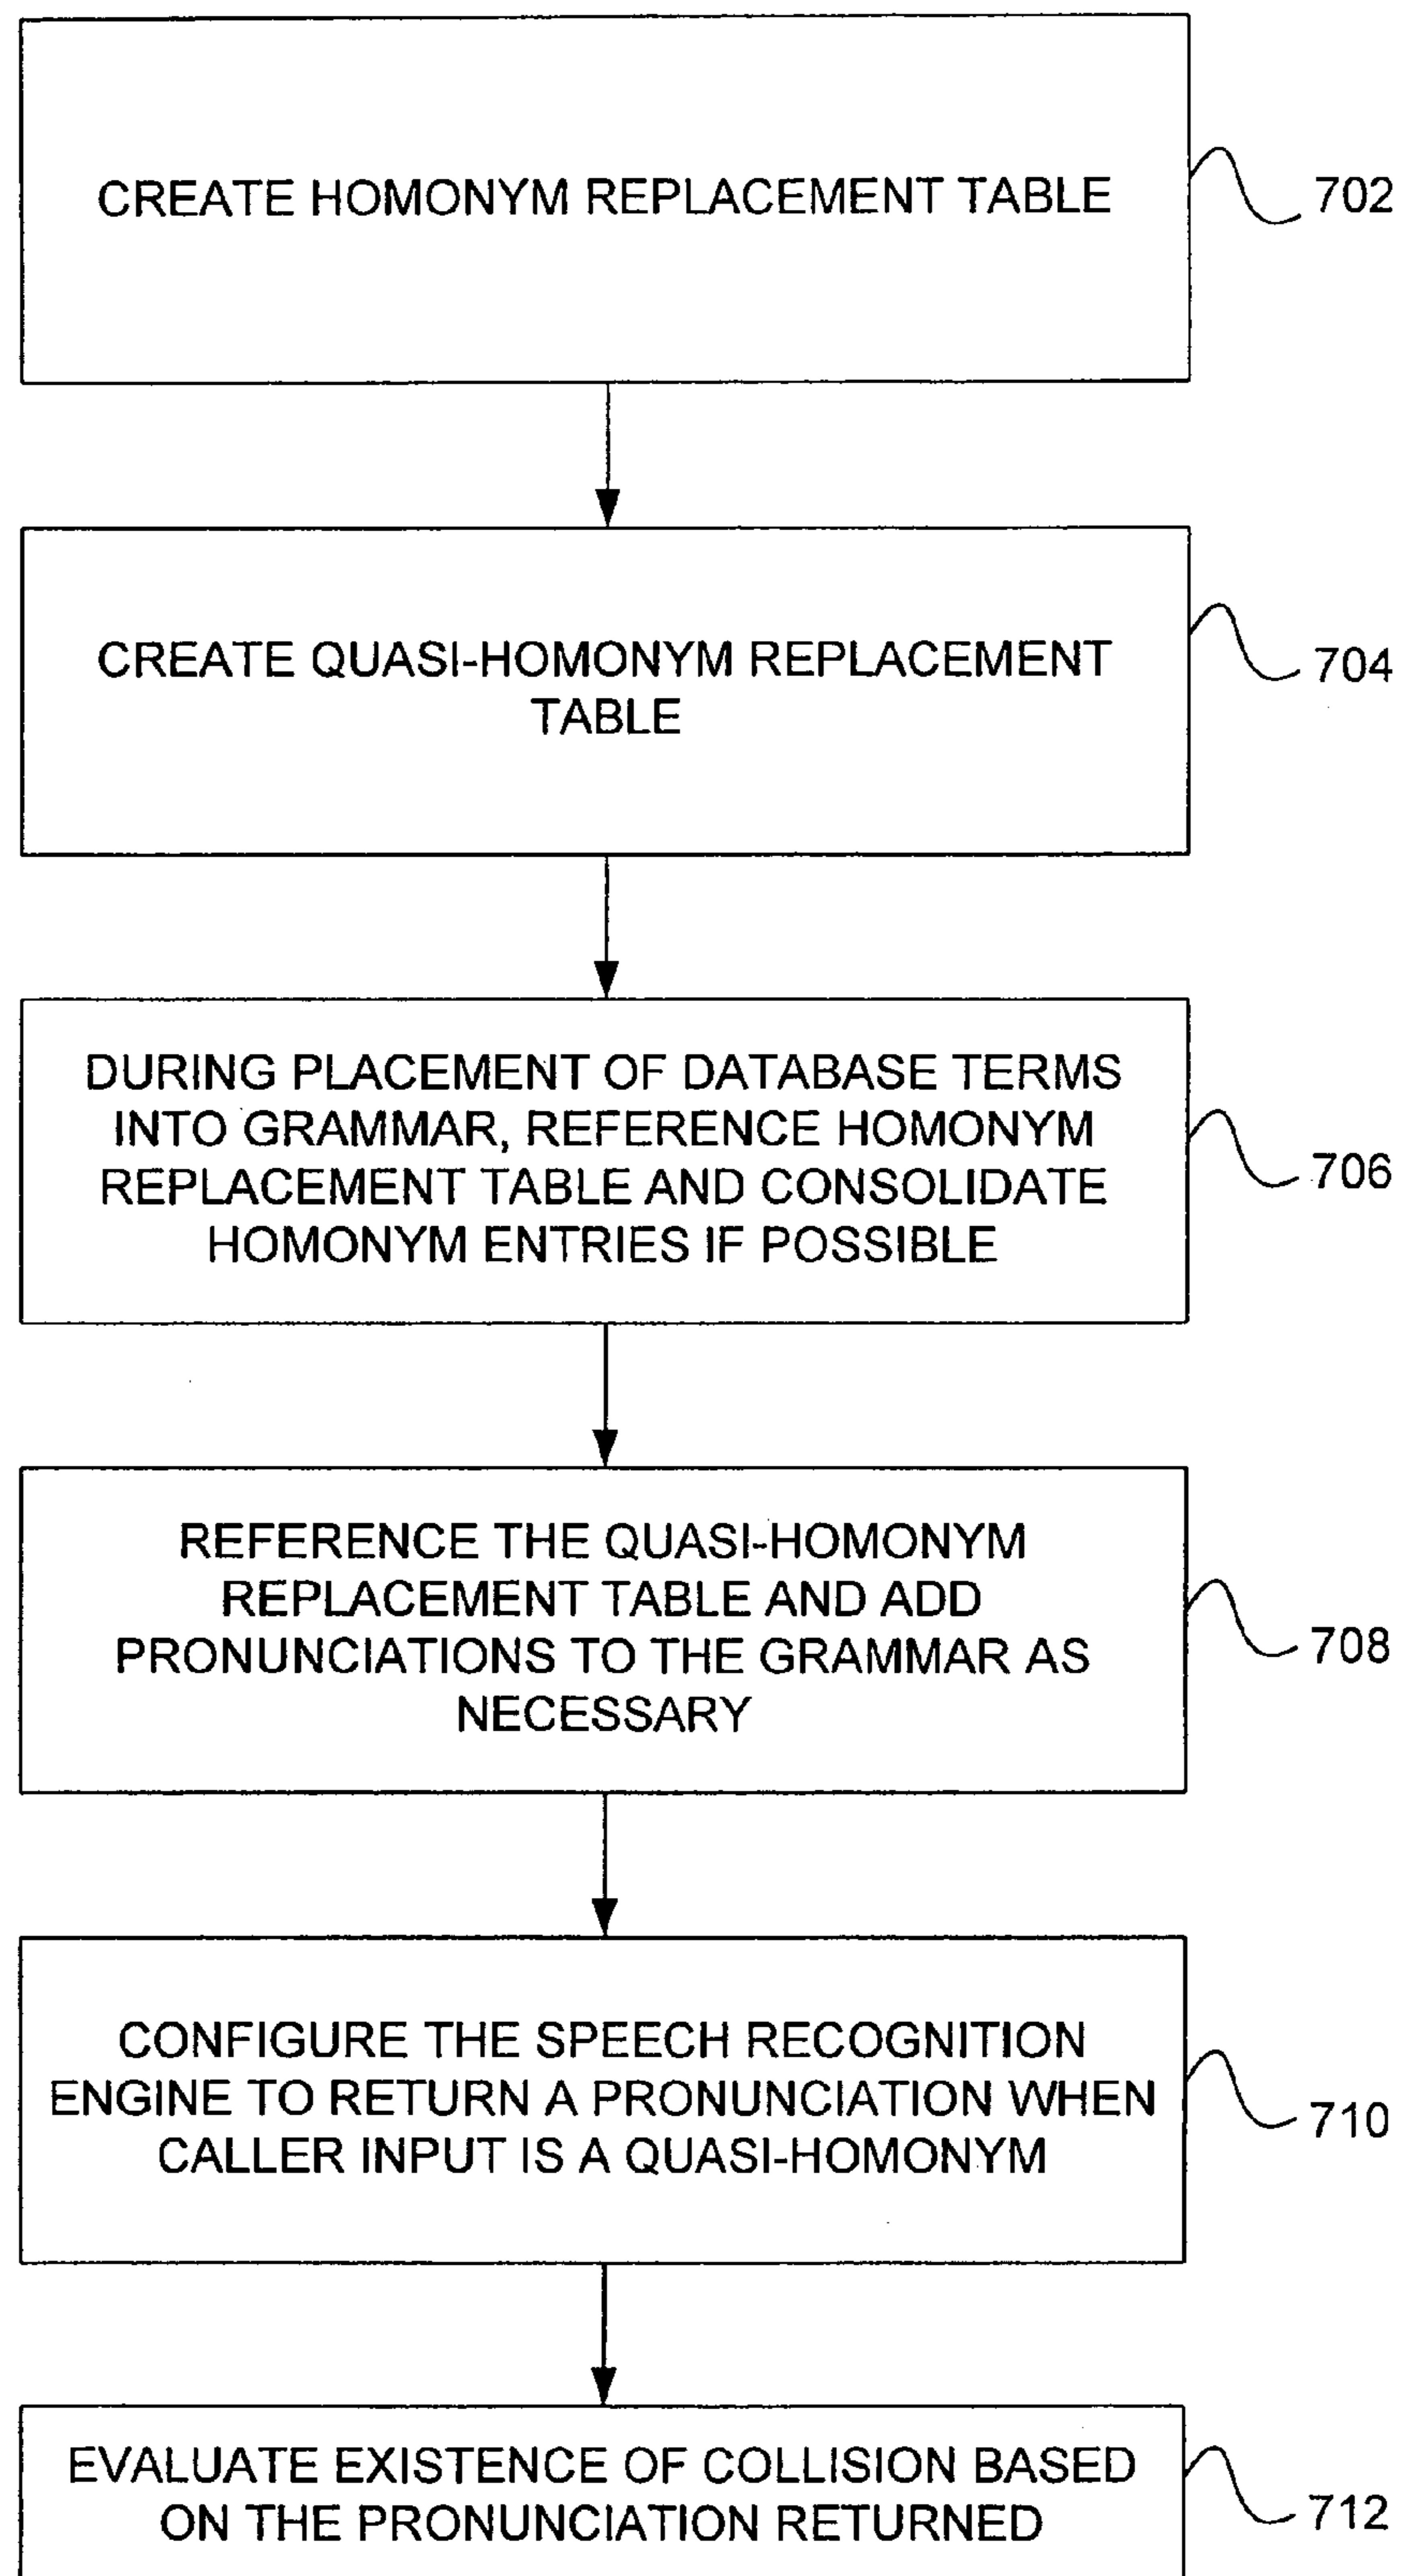 CREATE HOMONYM REPLACEMENT TABLE
702
CREATE QUASI-HOMONYM REPLACEMENT
TABLE
704
DURING PLACEMENT OF DATABASE TERMS
INTO GRAMMAR, REFERENCE HOMONYM
REPLACEMENT TABLE AND CONSOLIDATE
HOMONYM ENTRIES IF POSSIBLE
706
REFERENCE THE QUASI-HOMONYM
REPLACEMENT TABLE AND ADD
PRONUNCIATIONS TO THE GRAMMAR AS
NECESSARY
708
CONFIGURE THE SPEECH RECOGNITION
ENGINE TO RETURN A PRONUNCIATION WHEN
CALLER INPUT IS A QUASI-HOMONYM
710
EVALUATE EXISTENCE OF COLLISION BASED
ON THE PRONUNCIATION RETURNED
712